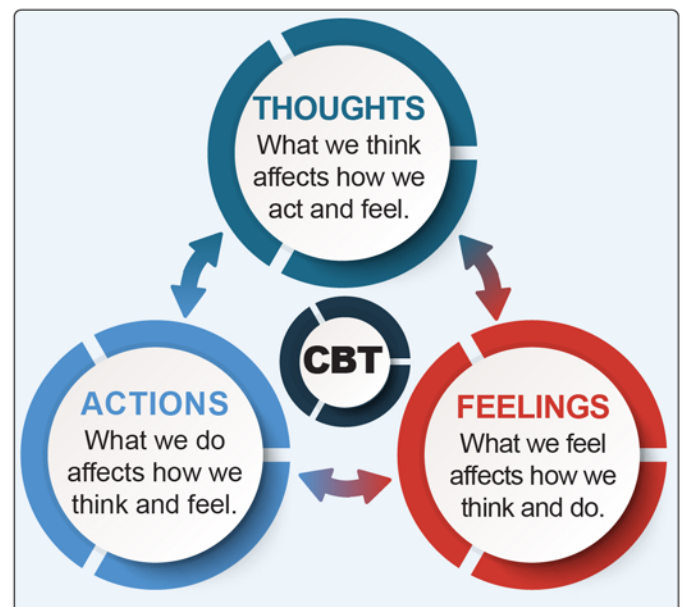 THOUGHTS
What we think
affects how we
act and feel.
CBT
ACTIONS
What we do
affects how we
think and feel.
FEELINGS
What we feel
affects how we
think and do.